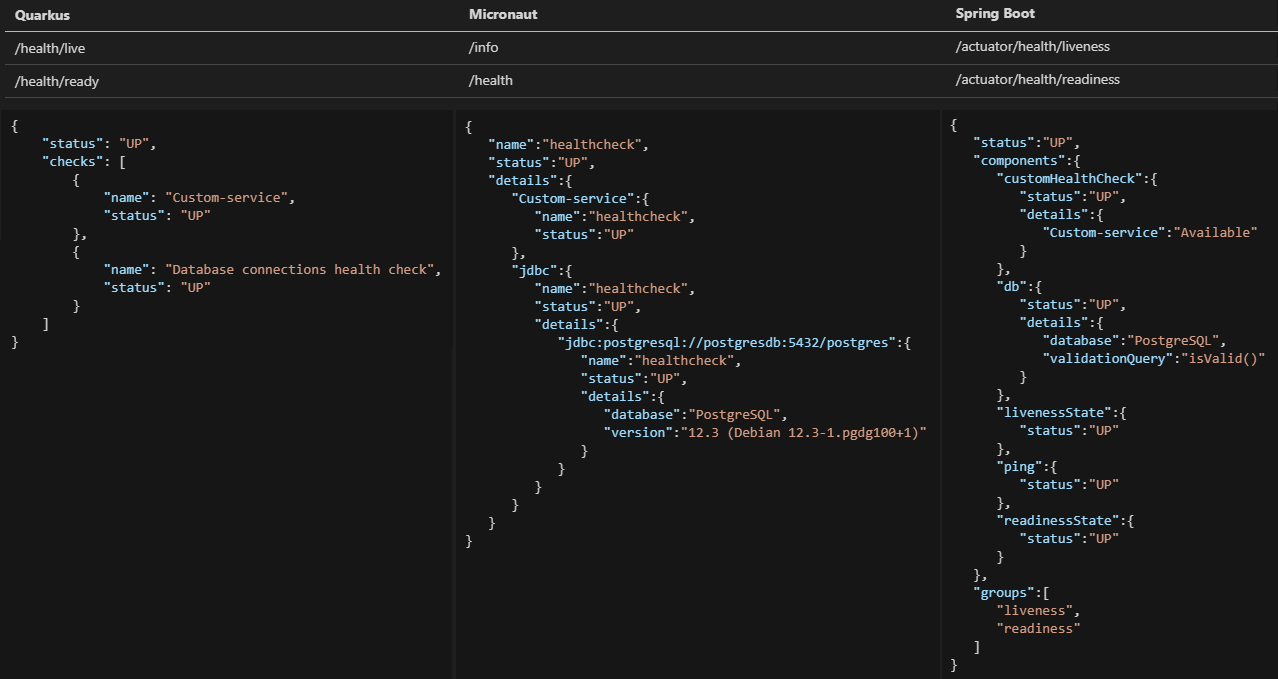 Quarkus
Micronaut
Spring Boot
/health/live
/info
/actuator/health/liveness
/health/ready
/health
/actuator/health/readiness
{
"status": "UP",
"checks": [
{
"name": "Custom-service",
"status": "UP"
},
{
"name": "Database connections health check",
"status": "UP"
}
]
}
{
"name":"healthcheck",
"status":"UP",
"details":{
"Custom-service":{
"name":"healthcheck",
"status":"UP"
},
"jdbc":{
"name":"healthcheck",
"status":"UP",
"details":{
"jdbc:postgresql://postgresdb:5432/postgres":{
"name":"healthcheck",
"status":"UP",
"details":{
"database":"PostgreSQL",
"version":"12.3 (Debian 12.3-1.pgdg100+1)"
}
}
}
}
}
}
{
"status":"UP",
"components":{
"customHealthCheck":{
"status":"UP",
"details":{
"Custom-service":"Available"
}
},
"db":{
"status":"UP",
"details":{
"database":"PostgreSQL",
"validationQuery":"isValid()"
}
},
"livenessState":{
"status":"UP"
},
"ping":{
"status":"UP"
},
"readinessState":{
"status":"UP"
}
},
"groups":[
"liveness",
"readiness"
]
}